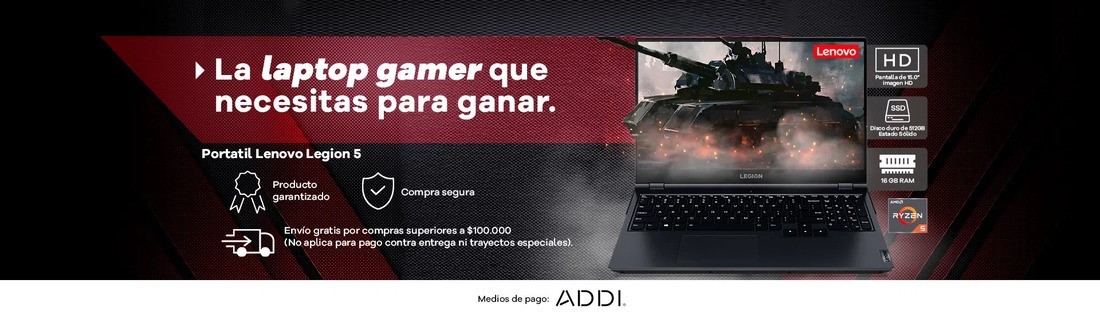 La laptop gamer que
necesitas para ganar.
Portatil Lenovo Legion 5
Producto
garantizado
Compra segura
Envío gratis por compras superiores a $100.000
(No aplica para pago contra entrega ni trayectos especiales).
Lenovo
LEGION
HD
Pantalla de 15.0"
imagen HD
SSD
Disco duro de 512GB
Estado Sólido
16 GB RAM
AMD
RYZEN
5
Medios de pago: ADDI